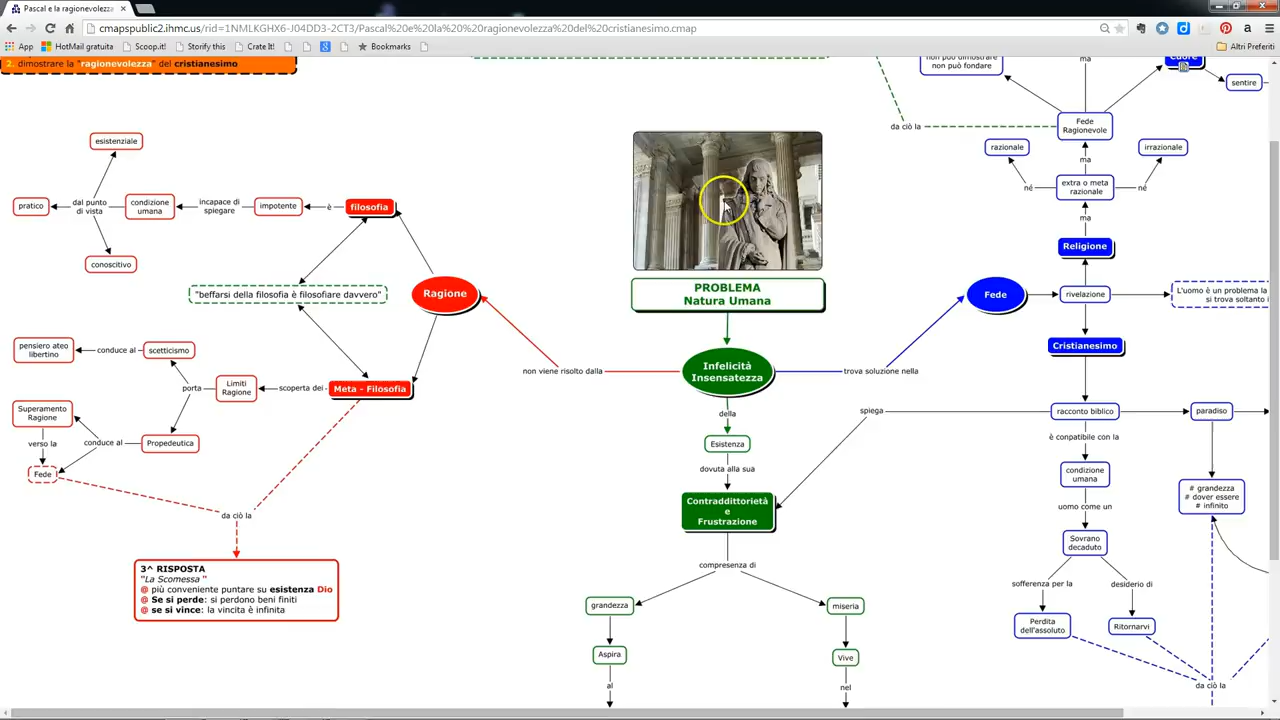 Pascal e la ragionevolezz
cmapspublic2.ihmc.us/rid=1NMLKGHX6-J04DD3-2CT3/Pascal%20e%20la%20%20ragionevolezza%20del%20cristianesimo.cmap
App
HotMail gratuita
Scoop.it!
Storify this
Crate It!
Bookmarks
Altri Preferiti
2. dimostrare la "ragionevolezza" del cristianesimo
non può dimostrare
non può fondare
ma
Cuore
sentire
da ciò la
Fede
Ragionevole
razionale
irrazionale
ma
né
extra o meta
razionale
né
ma
Religione
esistenziale
pratico
dal punto
di vista
condizione
umana
incapace di
spiegare
impotente
è
filosofia
conoscitivo
"beffarsi della filosofia è filosofare davvero"
Ragione
PROBLEMA
Natura Umana
Fede
rivelazione
L'uomo è un problema la
si trova soltanto i
Cristianesimo
pensiero ateo
libertino
conduce al
scetticismo
non viene risolto dalla
Infelicità
Insensatezza
trova soluzione nella
porta
Limiti
Ragione
scoperta dei
Meta - Filosofia
Superamento
Ragione
verso la
conduce al
Propedeutica
Fede
della
Esistenza
dovuta alla sua
Contraddittorietà
e
Frustrazione
spiega
racconto biblico
paradiso
è conpatibile con la
condizione
umana
# grandezza
# dover essere
# infinito
uomo come un
Sovrano
decaduto
da ciò la
3^ RISPOSTA
"La Scomessa "
@ più conveniente puntare su esistenza Dio
@ Se si perde: si perdono beni finiti
@ se si vince: la vincita è infinita
compresenza di
grandezza
miseria
sofferenza per la
desiderio di
Perdita
dell'assoluto
Ritornarvi
Aspira
Vive
al
nel
da ciò la